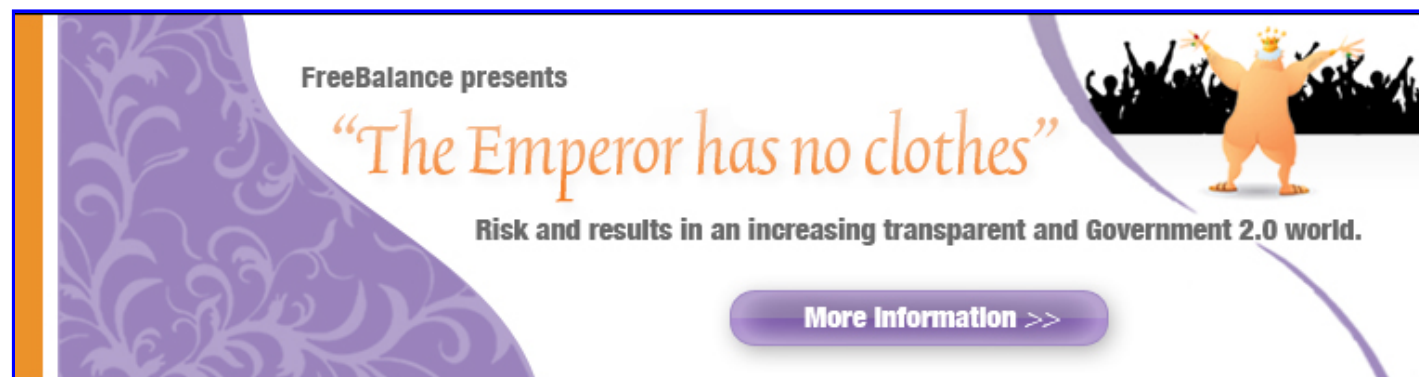 FreeBalance presents
“The Emperor has no clothes”
Risk and results in an increasing transparent and Government 2.0 world.
More Information >>